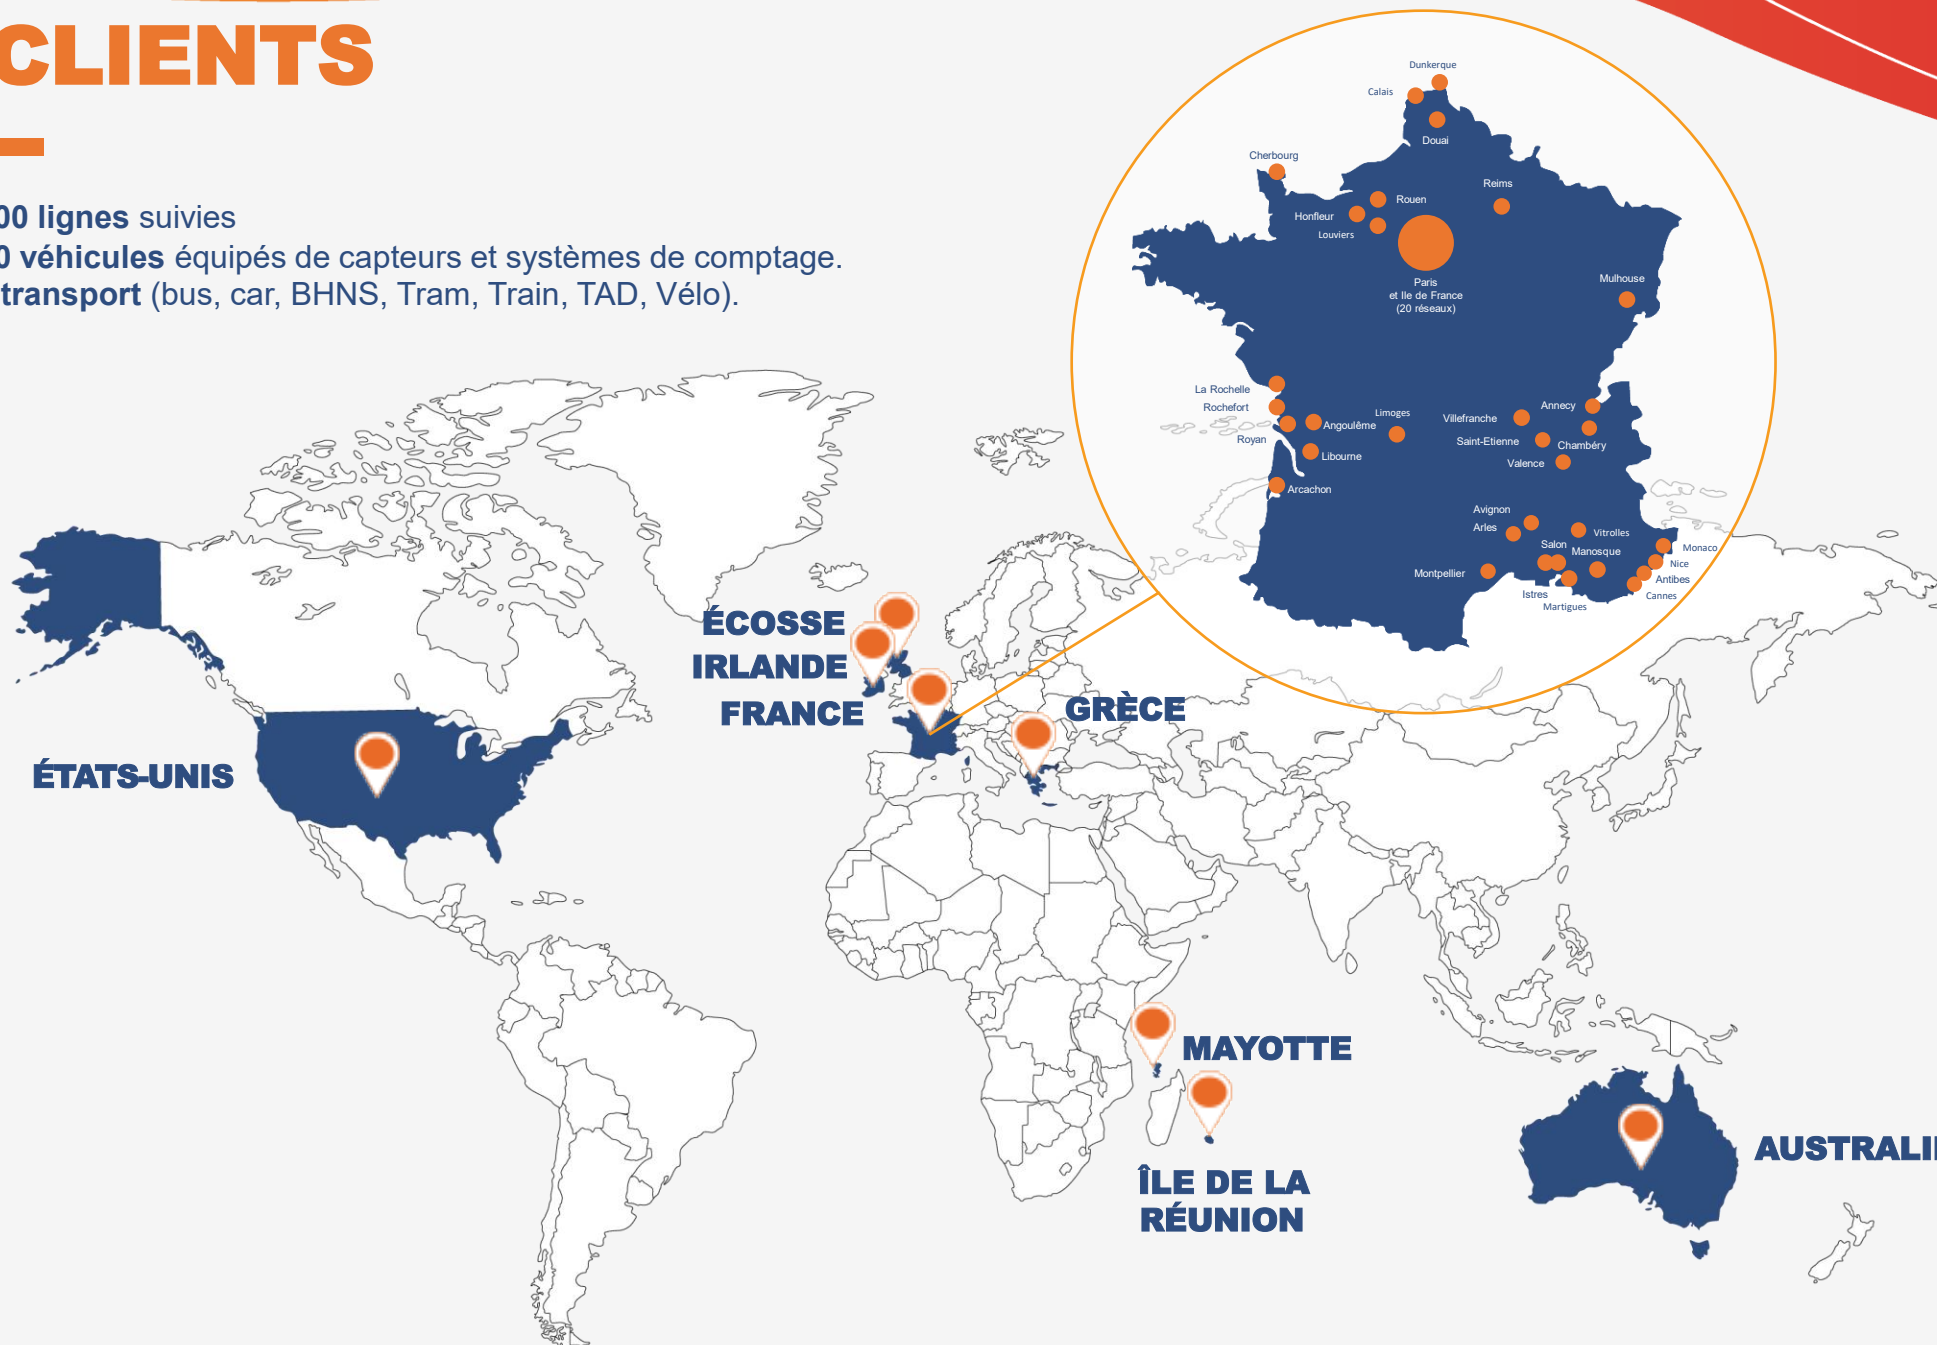 CLIENTS
00 lignes suivies
0 véhicules équipés de capteurs et systèmes de comptage.
transport (bus, car, BHNS, Tram, Train, TAD, Vélo).
Dunkerque
Calais
Douai
Cherbourg
Reims
Rouen
Honfleur
Louviers
Paris
et Ile de France
(20 réseaux)
Mulhouse
La Rochelle
Rochefort
Royan
Angoulême
Limoges
Libourne
Arcachon
Villefranche
Annecy
Saint-Etienne
Chambéry
Valence
Avignon
Arles
Vitrolles
Salon
Manosque
Montpellier
Istres
Martigues
Monaco
Nice
Antibes
Cannes
ÉCOSSE
IRLANDE
FRANCE
GRÈCE
ÉTATS-UNIS
MAYOTTE
ÎLE DE LA
RÉUNION
AUSTRALI